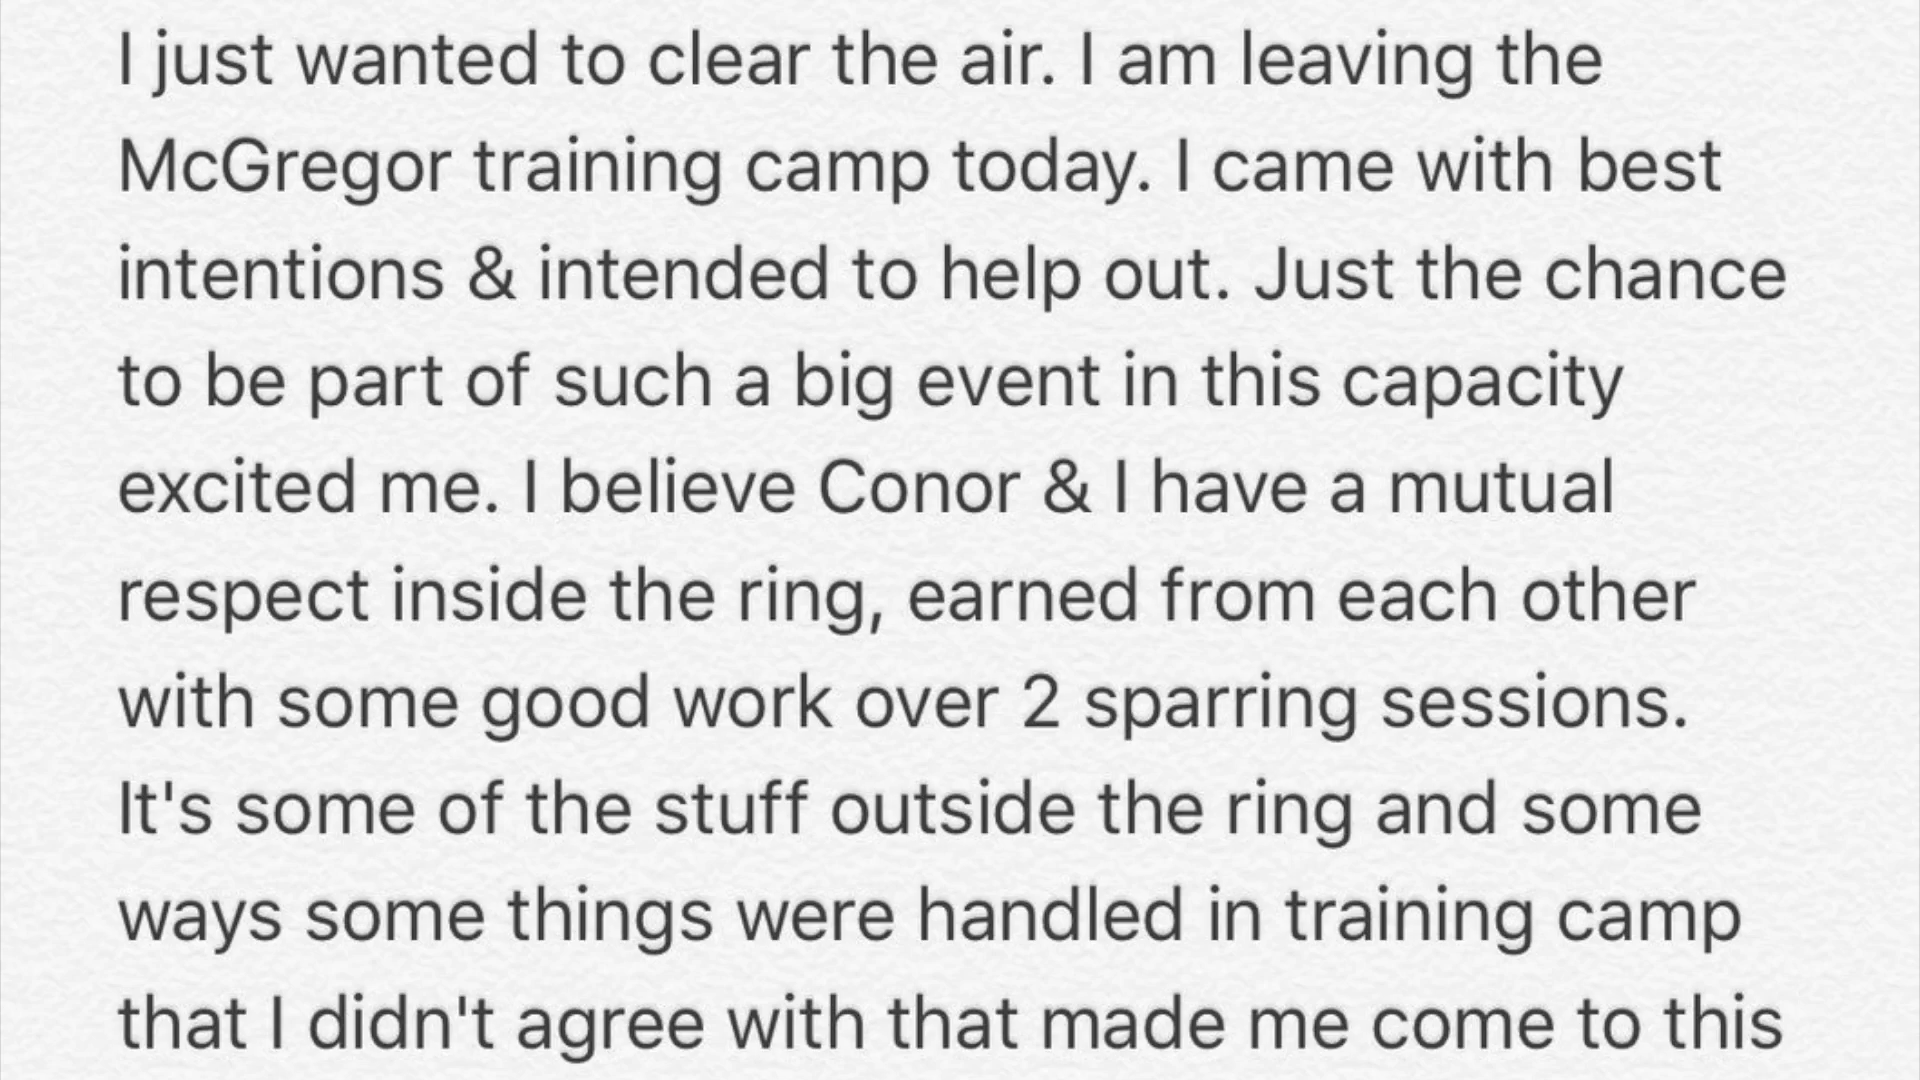 I just wanted to clear the air. I am leaving the
McGregor training camp today. I came with best
intentions & intended to help out. Just the chance
to be part of such a big event in this capacity
excited me. I believe Conor & I have a mutual
respect inside the ring, earned from each other
with some good work over 2 sparring sessions.
It's some of the stuff outside the ring and some
ways some things were handled in training camp
that I didn't agree with that made me come to this